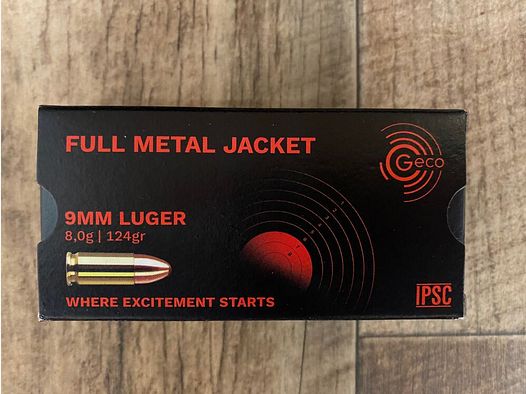 FULL METAL JACKET
Geco
9MM LUGER
8,0g | 124gr
WHERE EXCITEMENT STARTS
IPSC